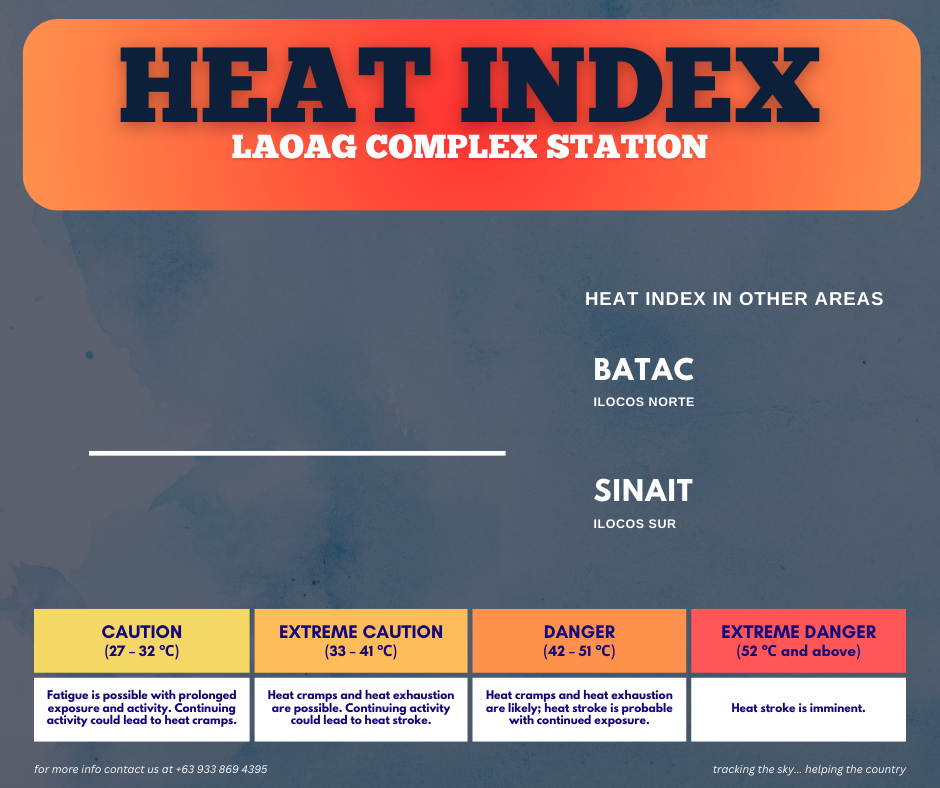 HEAT INDEX
LAOAG COMPLEX STATION
HEAT INDEX IN OTHER AREAS
BATAC
ILOCOS NORTE
SINAIT
ILOCOS SUR
CAUTION
(27 – 32 °C)
Fatigue is possible with prolonged
exposure and activity. Continuing
activity could lead to heat cramps.
EXTREME CAUTION
(33 – 41 °C)
Heat cramps and heat exhaustion
are possible. Continuing activity
could lead to heat stroke.
DANGER
(42 – 51 °C)
Heat cramps and heat exhaustion
are likely; heat stroke is probable
with continued exposure.
EXTREME DANGER
(52 °C and above)
Heat stroke is imminent.
for more info contact us at +63 933 869 4395
tracking the sky... helping the country